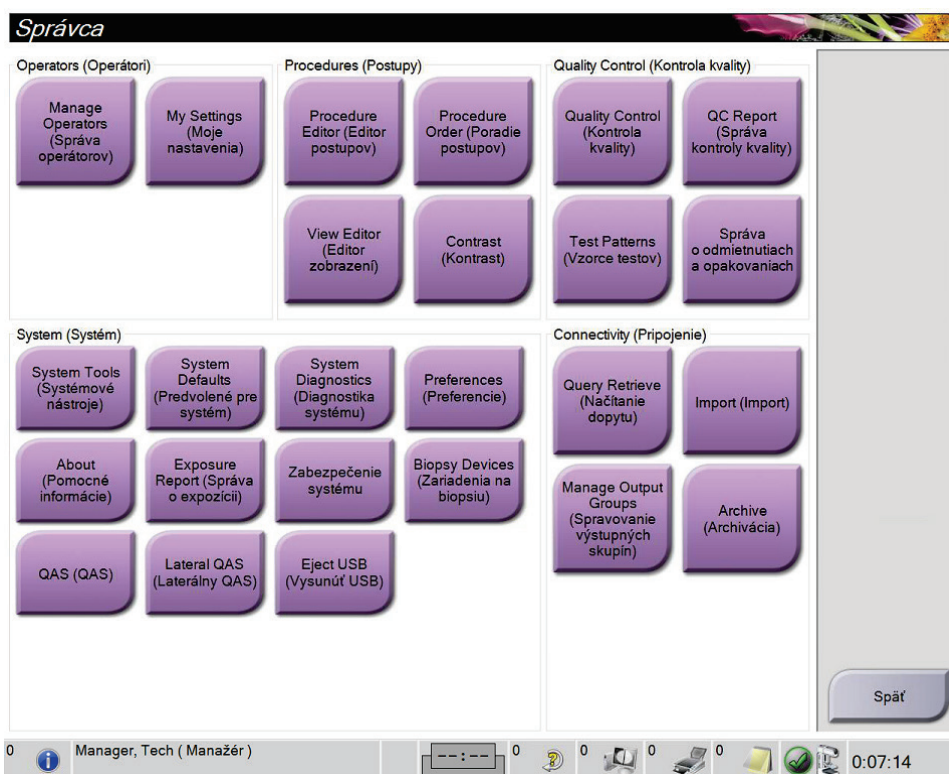 Správca
Operators (Operátori)
Manage
Operators
(Správa
operátorov)
My Settings
(Moje
nastavenia)
Procedures (Postupy)
Procedure
Editor (Editor
postupov)
Procedure
Order (Poradie
postupov)
View Editor
(Editor
zobrazení)
Contrast
(Kontrast)
Quality Control (Kontrola kvality)
Quality Control
(Kontrola
kvality)
QC Report
(Správa
kontroly kvality)
Test Patterns
(Vzorce testov)
Správa
o odmietnutiach
a opakovaniach
System (Systém)
System Tools
(Systémové
nástroje)
System
Defaults
(Predvolené pre
systém)
System
Diagnostics
(Diagnostika
systému)
Preferences
(Preferencie)
About
(Pomocné
informácie)
Exposure
Report (Správa
o expozícii)
Zabezpečenie
systému
Biopsy Devices
(Zariadenia na
biopsiu)
QAS (QAS)
Lateral QAS
(Laterálny QAS)
Eject USB
(Vysunúť USB)
Connectivity (Pripojenie)
Query Retrieve
(Načítanie
dopytu)
Import (Import)
Manage Output
Groups
(Spravovanie
výstupných
skupín)
Archive
(Archivácia)
Späť
0
Manager, Tech ( Manažér )
--:--
0
0
0
0
0:07:14